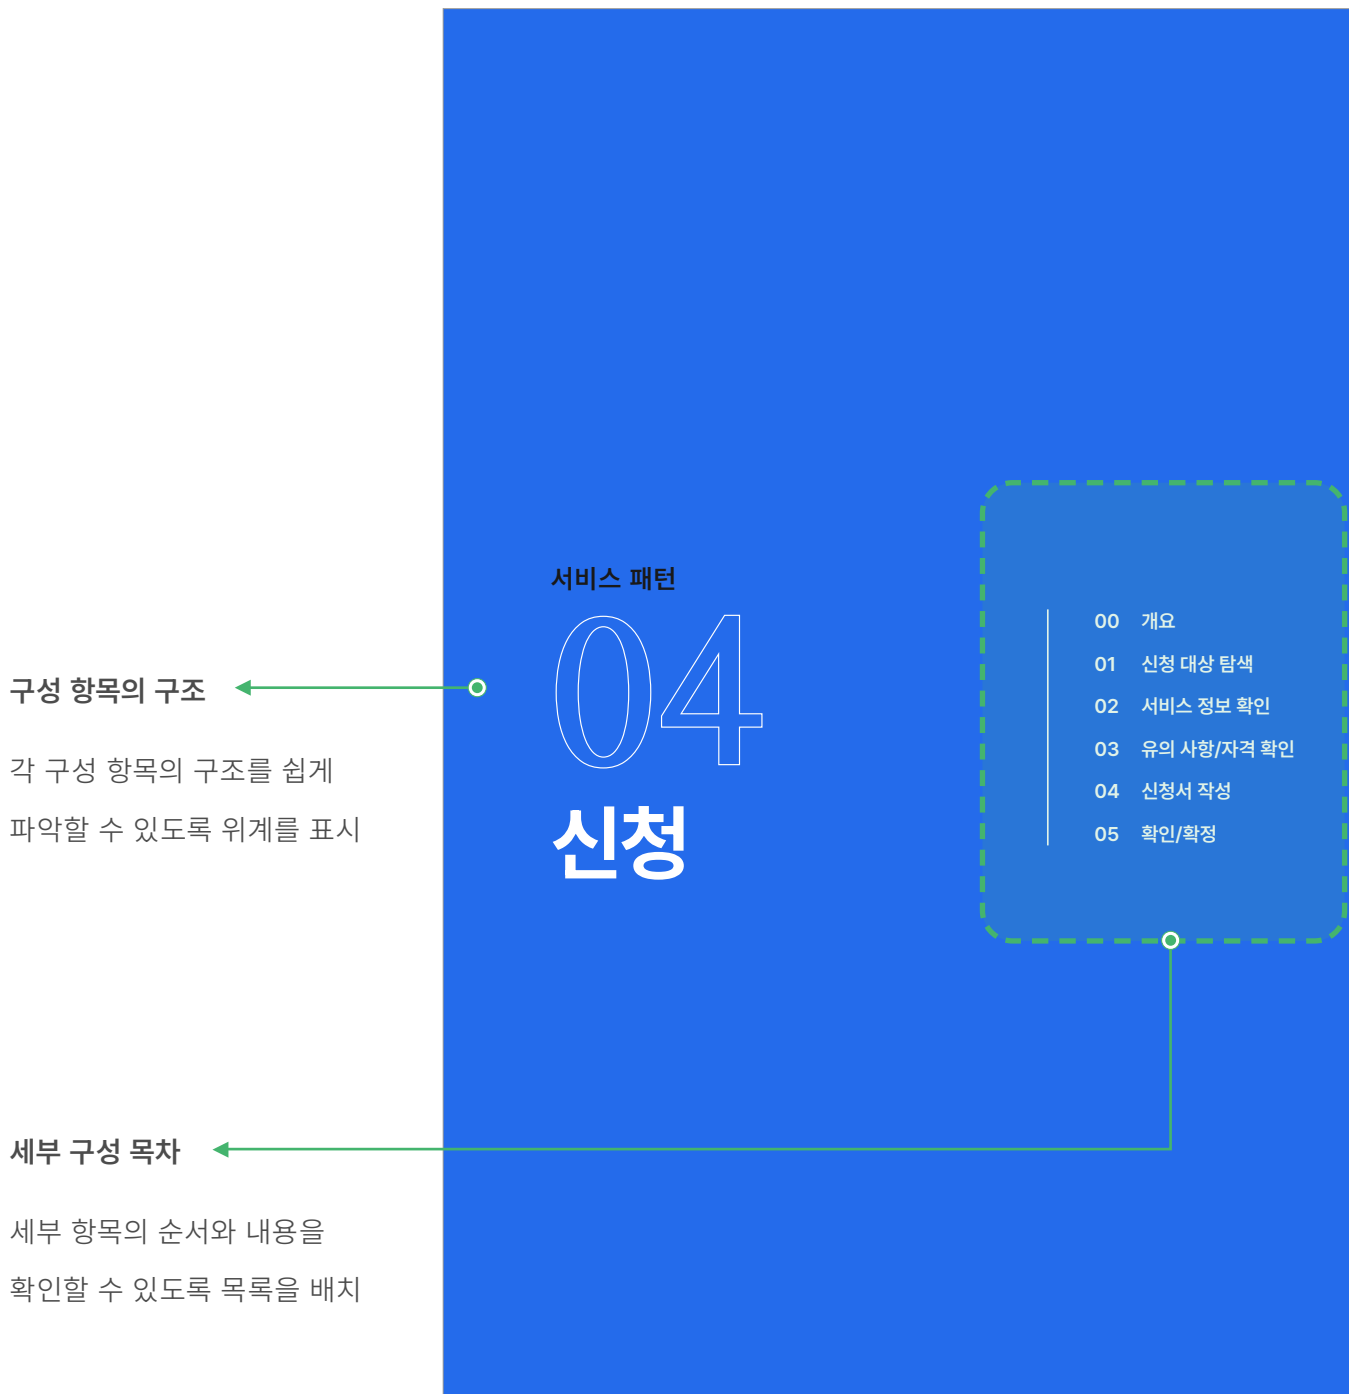 서비스 패턴
04
신청
00 개요
01 신청 대상 탐색
02 서비스 정보 확인
03 유의 사항/자격 확인
04 신청서 작성
05 확인/확정
구성 항목의 구조
각 구성 항목의 구조를 쉽게
파악할 수 있도록 위계를 표시
세부 구성 목차
세부 항목의 순서와 내용을
확인할 수 있도록 목록을 배치